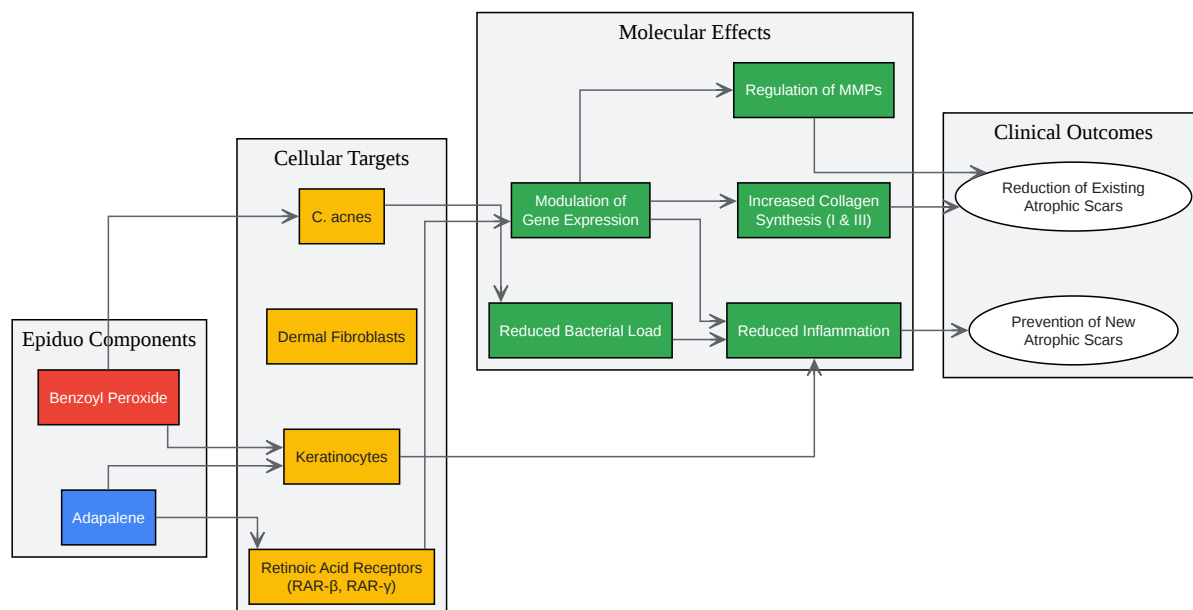 Epiduo Components
Benzoyl Peroxide
Adapalene
Cellular Targets
C. acnes
Dermal Fibroblasts
Keratinocytes
Retinoic Acid Receptors
(RAR-β, RAR-γ)
Molecular Effects
Regulation of MMPs
Modulation of
Gene Expression
Increased Collagen
Synthesis (I & III)
Reduced Bacterial Load
Reduced Inflammation
Clinical Outcomes
Reduction of Existing
Atrophic Scars
Prevention of New
Atrophic Scars